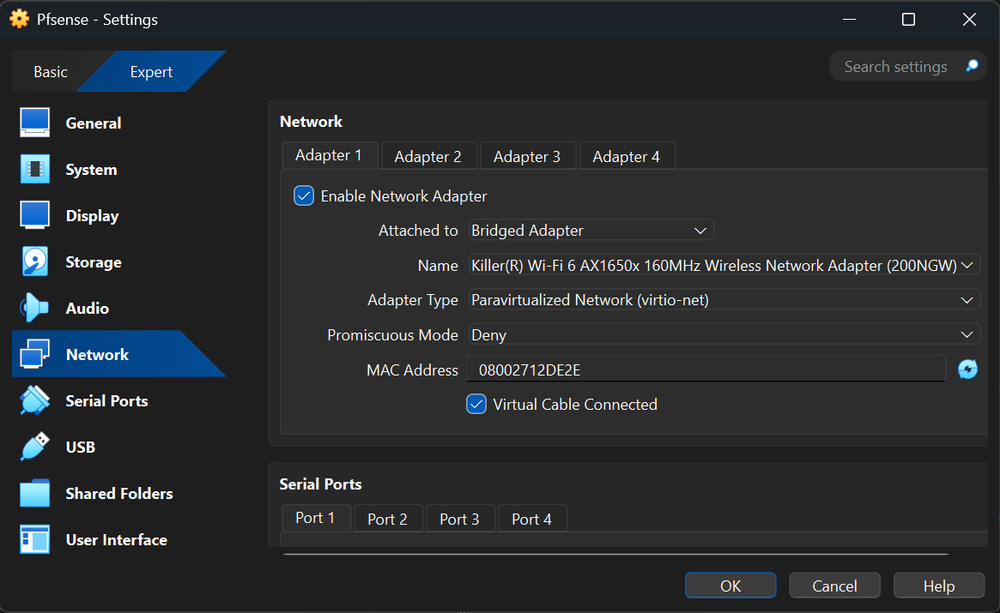 Pfsense - Settings
Basic
Expert
Search settings
General
System
Display
Storage
Audio
Network
Serial Ports
USB
Shared Folders
User Interface
Network
Adapter 1
Adapter 2
Adapter 3
Adapter 4
Enable Network Adapter
Attached to Bridged Adapter
Name Killer(R) Wi-Fi 6 AX1650x 160MHz Wireless Network Adapter (200NGW)
Adapter Type Paravirtualized Network (virtio-net)
Promiscuous Mode Deny
MAC Address 08002712DE2E
Virtual Cable Connected
Serial Ports
Port 1
Port 2
Port 3
Port 4
OK
Cancel
Help